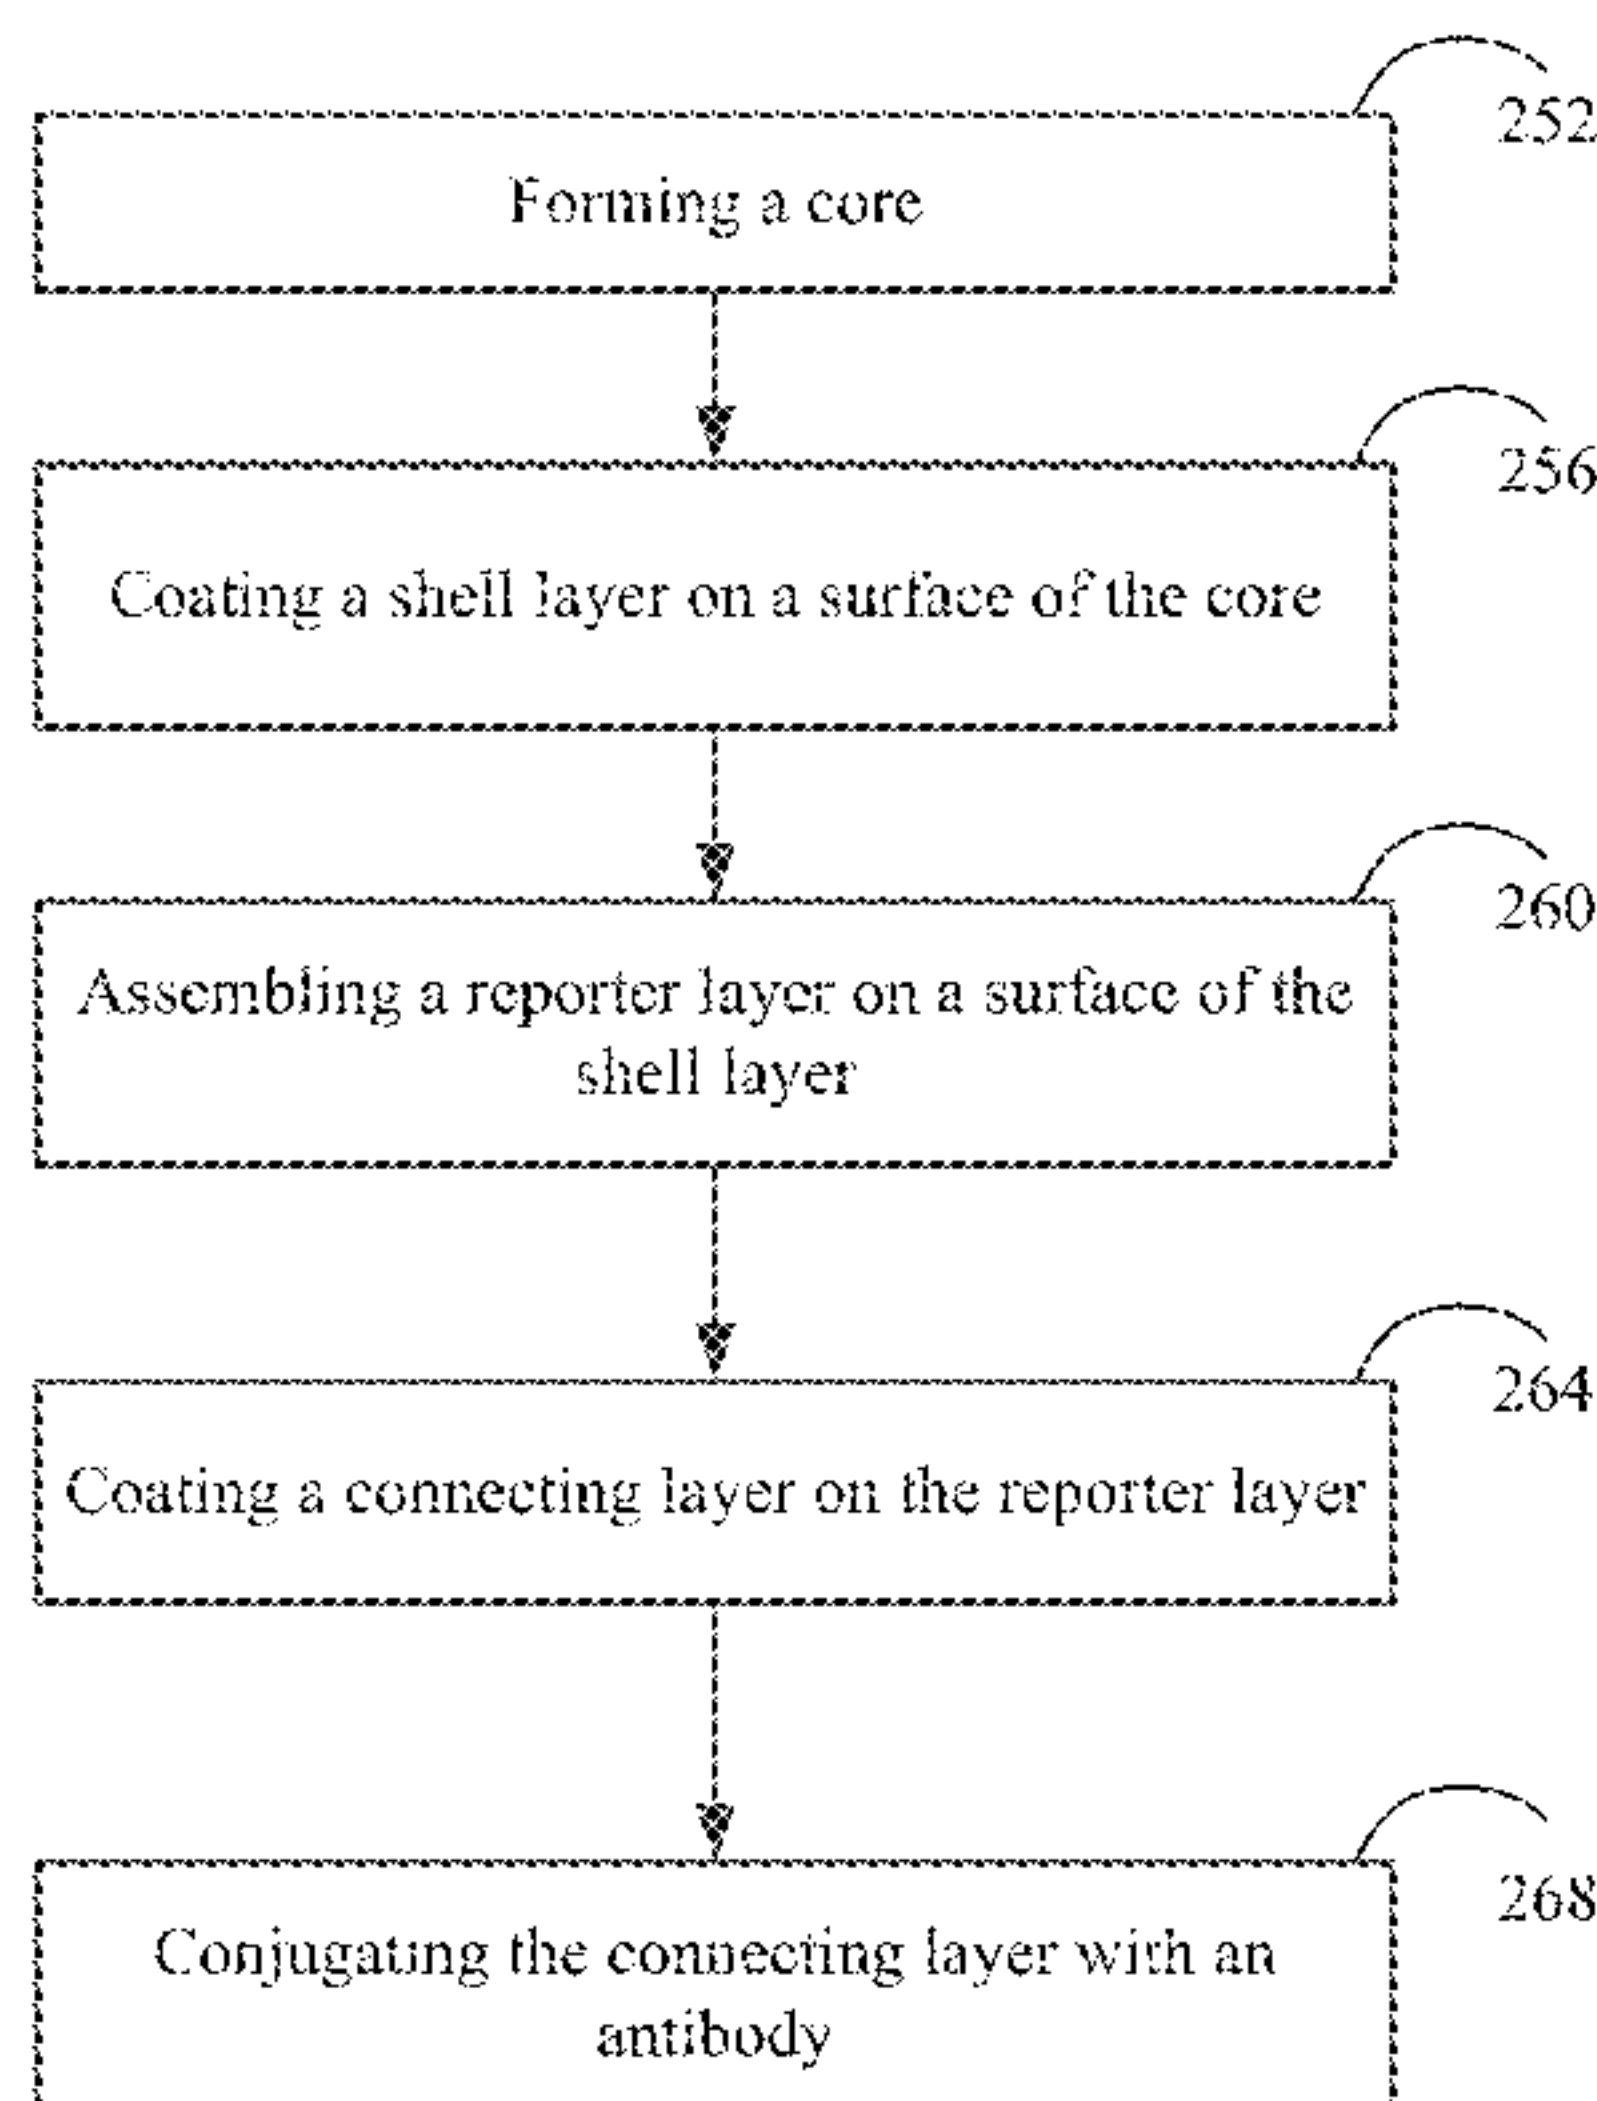 252
Forming a core
256
Coating a shell layer on a surface of the core
260
Assembling a reporter layer on a surface of the
shell layer
264
Coating a connecting layer on the reporter layer
268
Conjugating the connecting layer with an
antibody